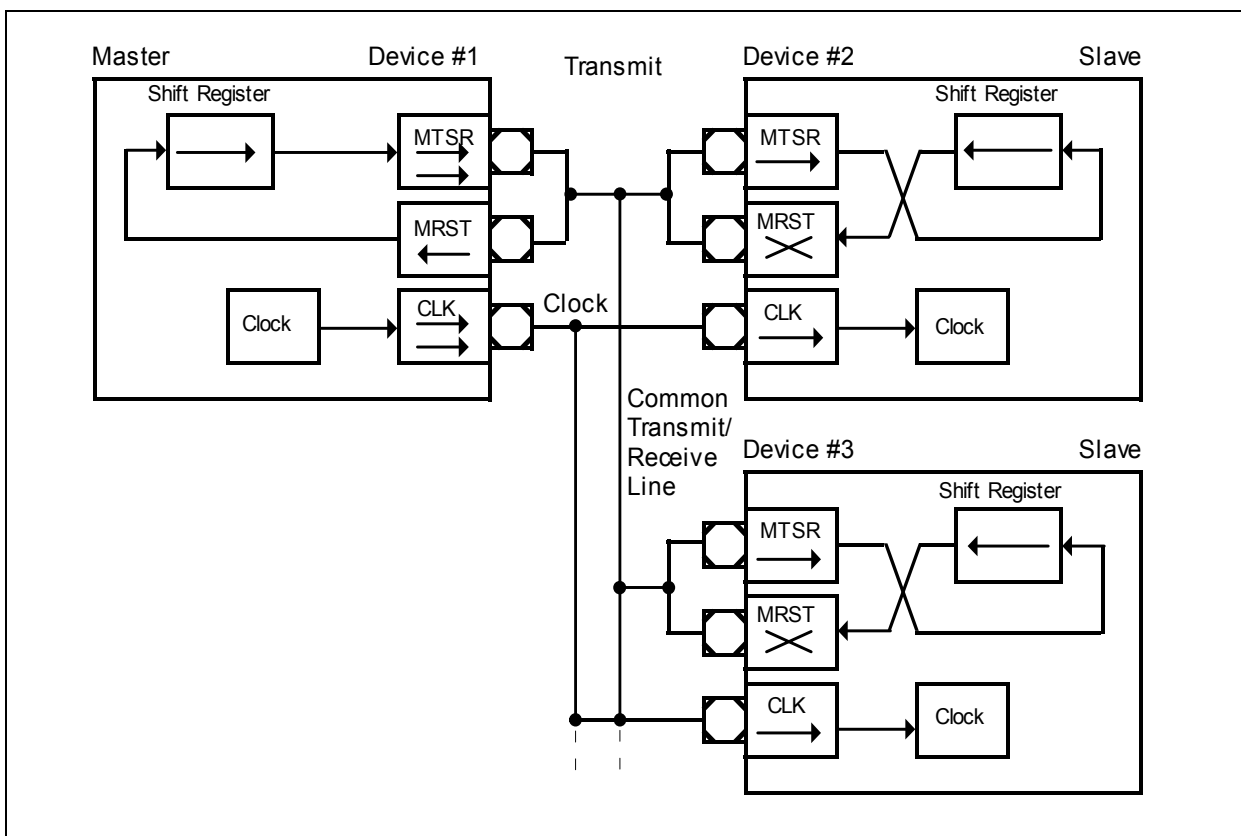 Master
Device #1
Transmit
Device #2
Slave
Shift Register
MTSR
MRST
Clock
CLK
Clock
MTSR
Shift Register
MRST
CLK
Clock
Common
Transmit/
Receive
Line
Device #3
Slave
Shift Register
MTSR
MRST
CLK
Clock